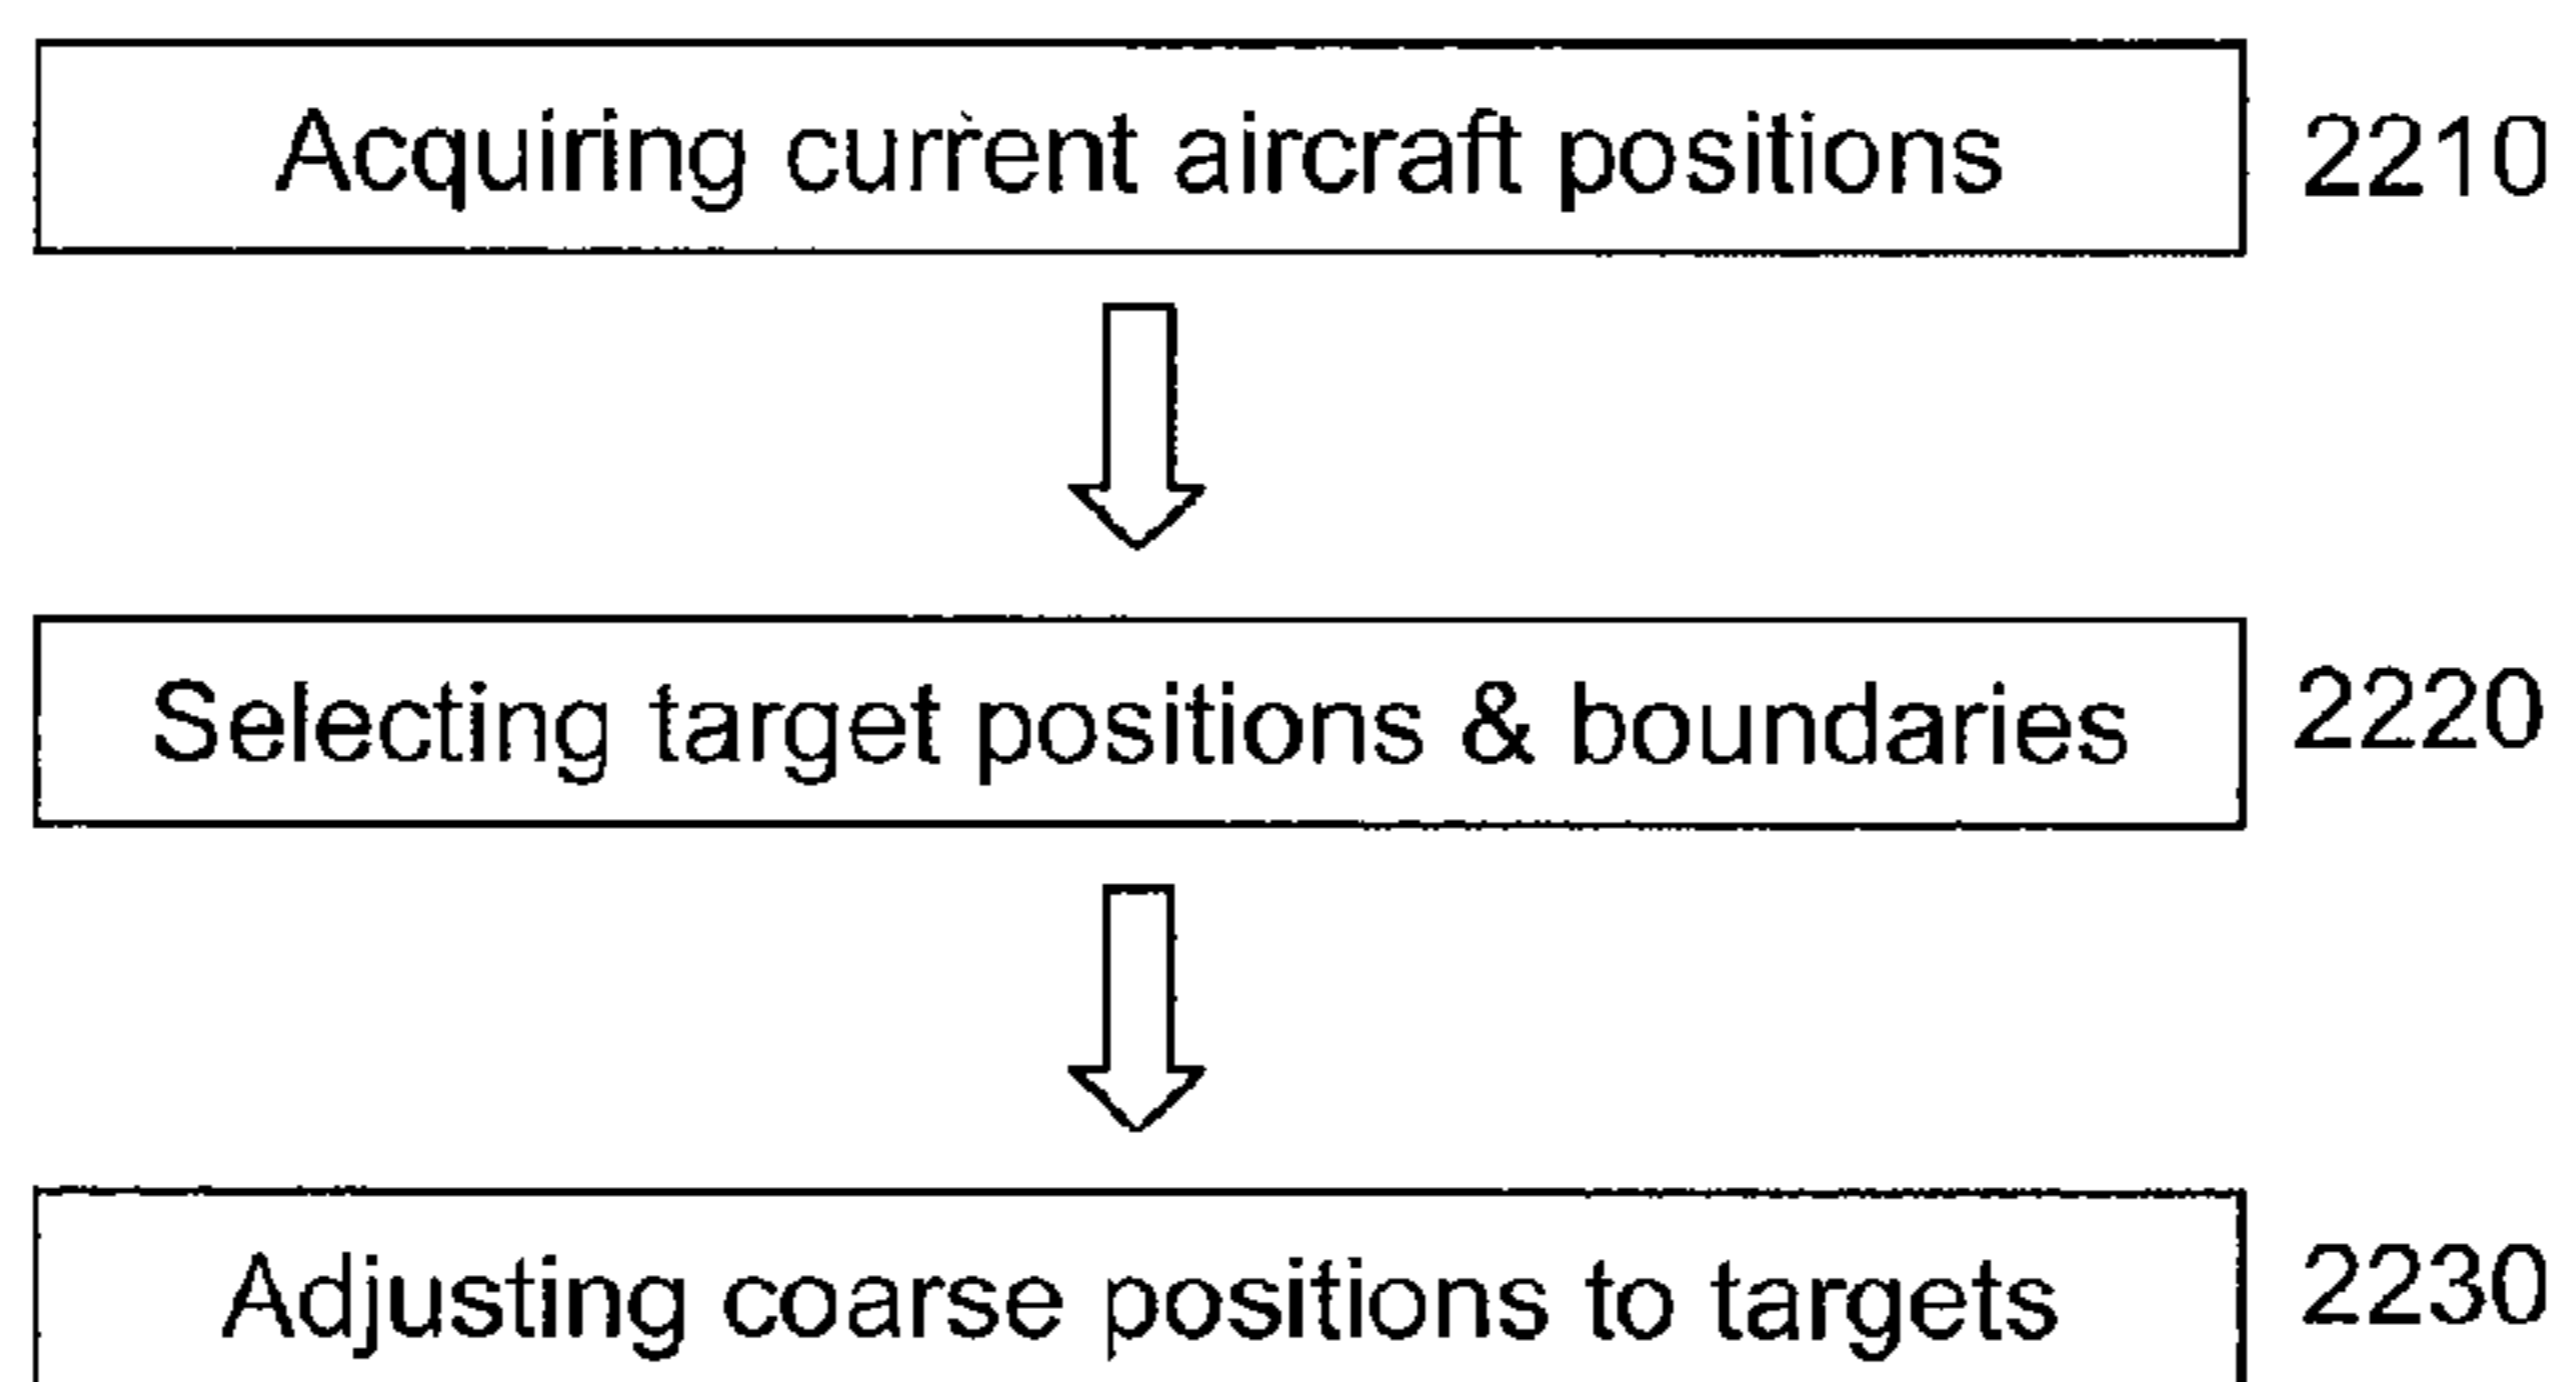 Acquiring current aircraft positions 2210
Selecting target positions & boundaries 2220
Adjusting coarse positions to targets 2230